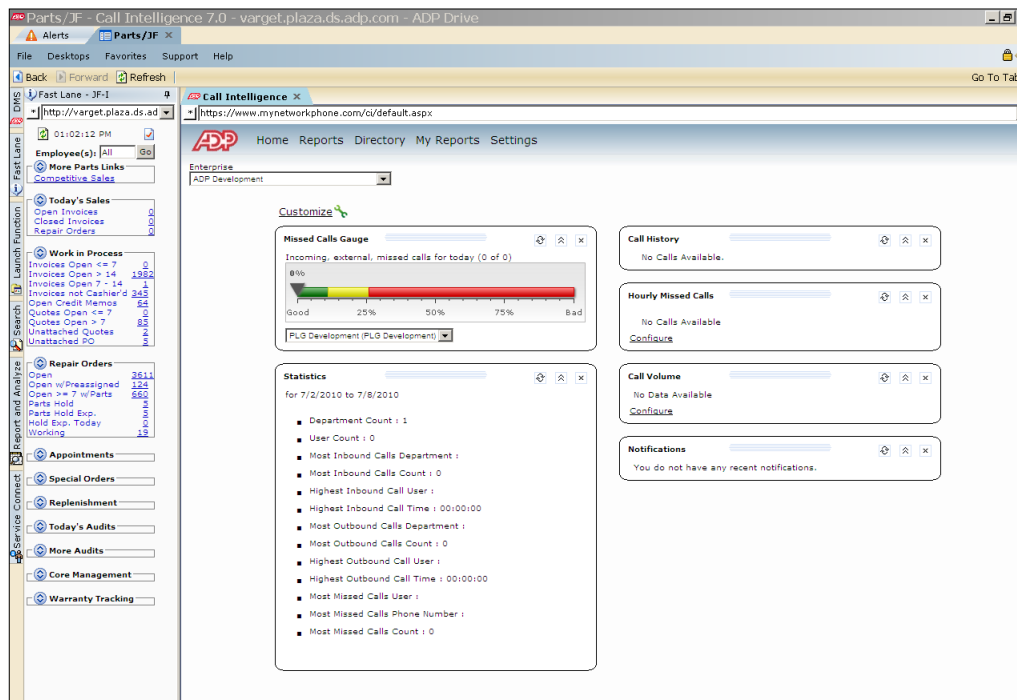 Parts/JF - Call Intelligence 7.0 - varget.plaza.ds.adp.com - ADP Drive
Alerts Parts/JF
File Desktops Favorites Support Help
Back Forward Refresh Go To Tab
DMS
Fast Lane
Launch Function
Search
Report and Analyze
Service Connect
Fast Lane - JF-I
http://varget.plaza.ds.ad
01:02:12 PM
Employee(s): All Go
More Parts Links
Competitive Sales
Today's Sales
Open Invoices 0
Closed Invoices 0
Repair Orders 0
Work in Process
Invoices Open <= 7 0
Invoices Open > 14 1982
Invoices Open 7 - 14 1
Invoices not Cashier'd 345
Open Credit Memos 64
Quotes Open <= 7 0
Quotes Open > 7 85
Unattached Quotes 2
Unattached PO 5
Repair Orders
Open 3611
Open w/Preassigned 124
Open >= 7 w/Parts 660
Parts Hold 5
Parts Hold Exp. 5
Hold Exp. Today 0
Working 19
Appointments
Special Orders
Replenishment
Today's Audits
More Audits
Core Management
Warranty Tracking
Call Intelligence
https://www.mynetworkphone.com/ci/default.aspx
ADP Home Reports Directory My Reports Settings
Enterprise
ADP Development
Customize
Missed Calls Gauge
Incoming, external, missed calls for today (0 of 0)
0%
Good 25% 50% 75% Bad
PLG Development (PLG Development)
Statistics
for 7/2/2010 to 7/8/2010
Department Count : 1
User Count : 0
Most Inbound Calls Department :
Most Inbound Calls Count : 0
Highest Inbound Call User :
Highest Inbound Call Time : 00:00:00
Most Outbound Calls Department :
Most Outbound Calls Count : 0
Highest Outbound Call User :
Highest Outbound Call Time : 00:00:00
Most Missed Calls User :
Most Missed Calls Phone Number :
Most Missed Calls Count : 0
Call History
No Calls Available.
Hourly Missed Calls
No Calls Available
Configure
Call Volume
No Data Available
Configure
Notifications
You do not have any recent notifications.